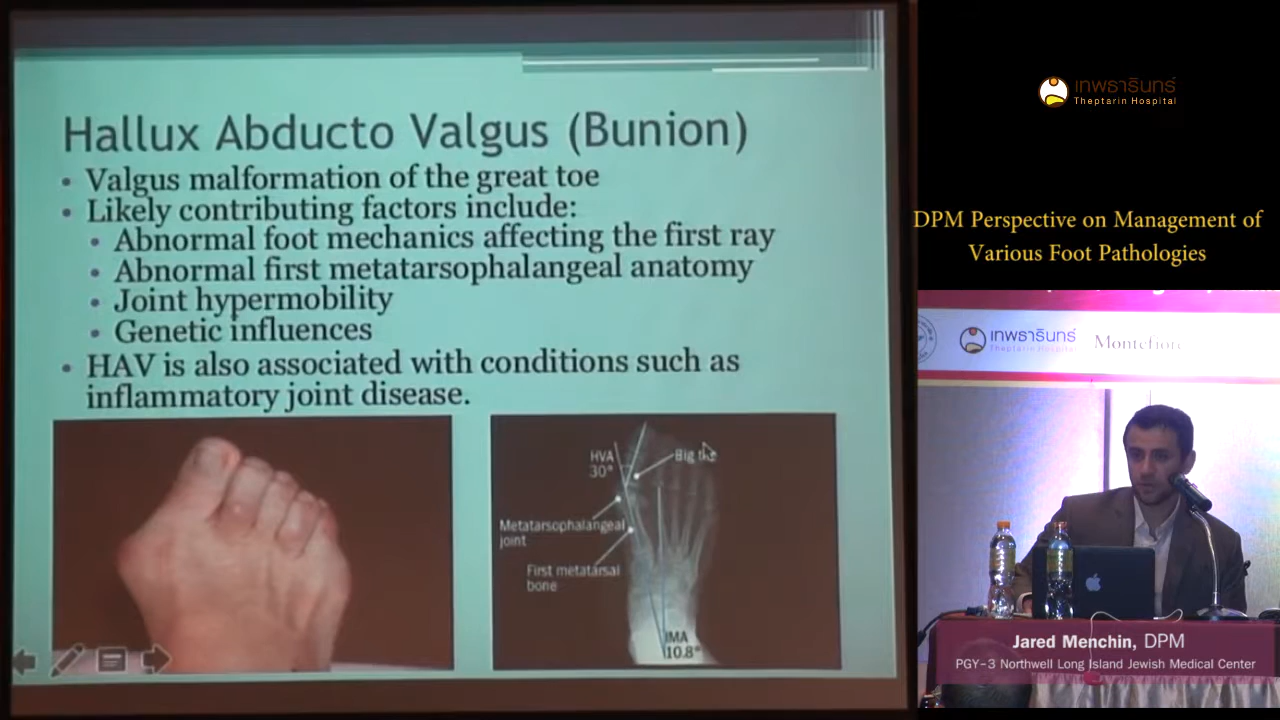 Hallux Abducto Valgus (Bunion)
• Valgus malformation of the great toe
• Likely contributing factors include:
• Abnormal foot mechanics affecting the first ray
• Abnormal first metatarsophalangeal anatomy
• Joint hypermobility
• Genetic influences
• HAV is also associated with conditions such as
inflammatory joint disease.
HVA
30°
Big
Metatarsophalangeal
joint
First metatarsal
bone
IMA
10.8°
เทพธารินทร์
Theptarin Hospital
DPM Perspective on Management of
Various Foot Pathologies
เทพธารินทร์
Theptarin Hospital
Montefior
Jared Menchin, DPM
PGY-3 Northwell Long Island Jewish Medical Center